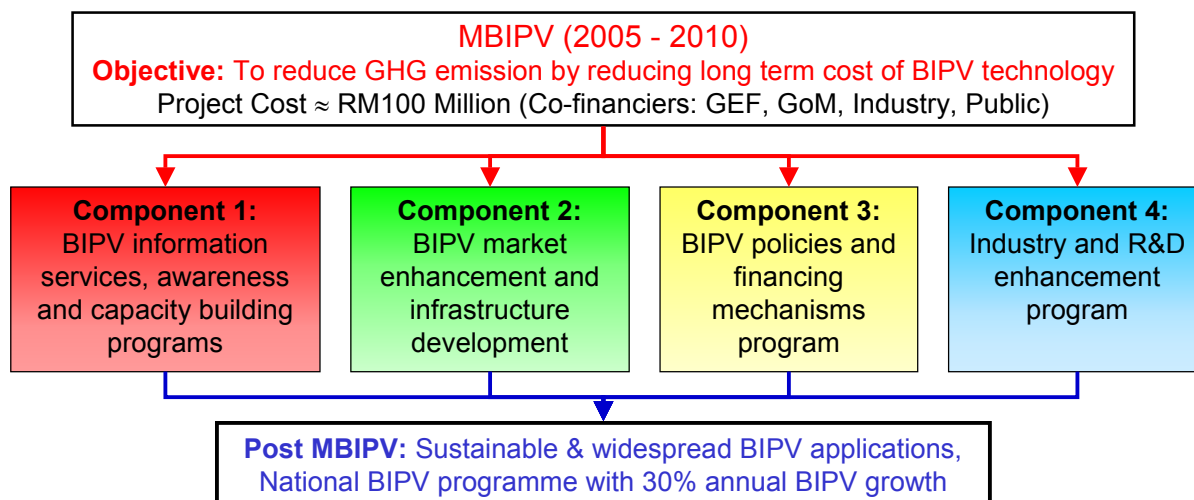 MBIPV (2005 - 2010)
Objective: To reduce GHG emission by reducing long term cost of BIPV technology
Project Cost ≈ RM100 Million (Co-financiers: GEF, GoM, Industry, Public)
Component 1:
BIPV information
services, awareness
and capacity building
programs
Component 2:
BIPV market
enhancement and
infrastructure
development
Component 3:
BIPV policies and
financing
mechanisms
program
Component 4:
Industry and R&D
enhancement
program
Post MBIPV: Sustainable & widespread BIPV applications,
National BIPV programme with 30% annual BIPV growth